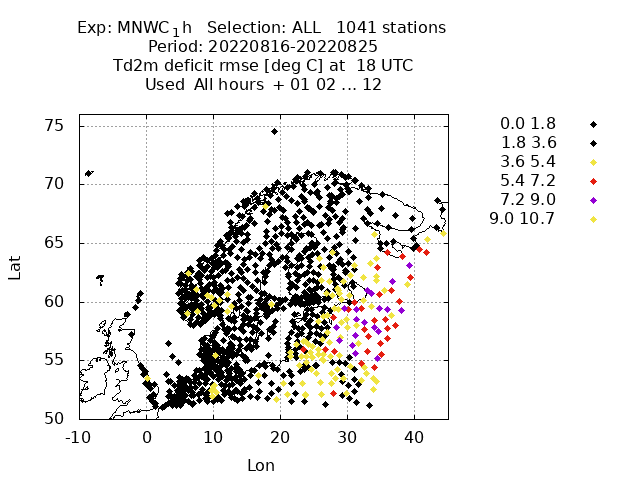 Exp: MNWC_1h Selection: ALL 1041 stations
Period: 20220816-20220825
Td2m deficit rmse [deg C] at 18 UTC
Used All hours + 01 02 ... 12
0.0 1.8
1.8 3.6
3.6 5.4
5.4 7.2
7.2 9.0
9.0 10.7
75
70
65
60
55
50
Lat
-10 0 10 20 30 40
Lon